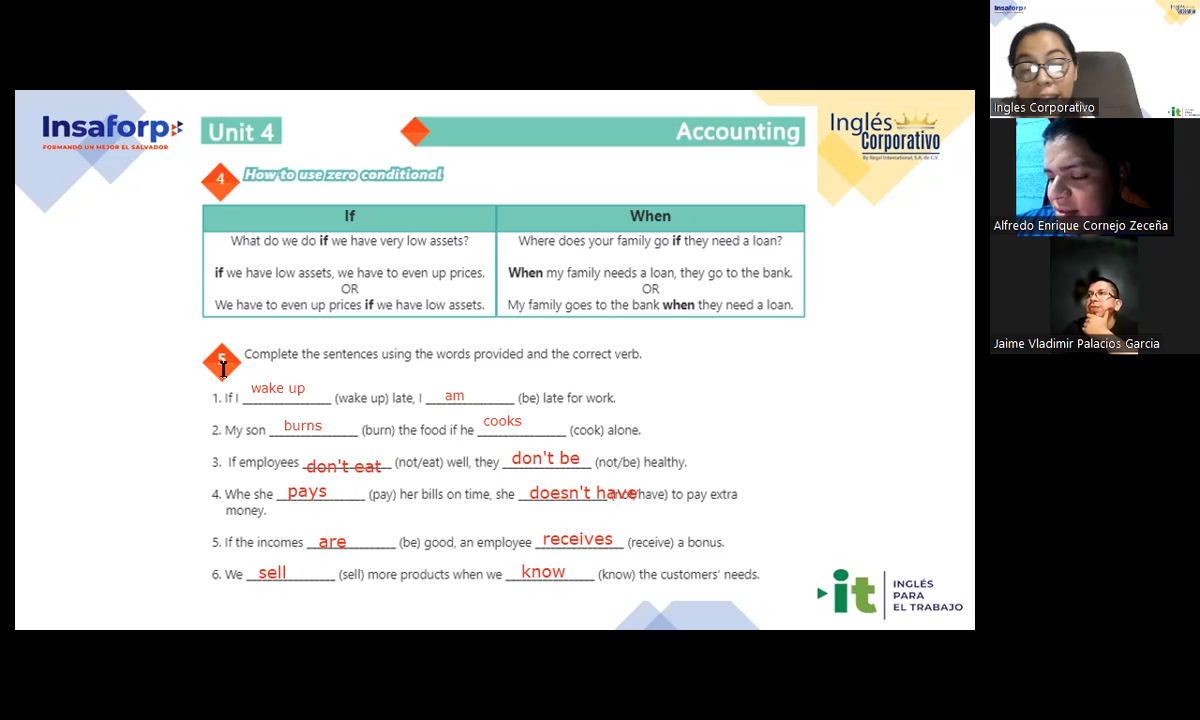 Insaforp
FORMANDO UN MEJOR EL SALVADOR
Unit 4
Accounting
Inglés
Corporativo
By Regal International, S.A. de C.V.
4
How to use zero conditional
If
When
What do we do if we have very low assets?
Where does your family go if they need a loan?
if we have low assets, we have to even up prices.
When my family needs a loan, they go to the bank.
OR
OR
We have to even up prices if we have low assets.
My family goes to the bank when they need a loan.
5
Complete the sentences using the words provided and the correct verb.
1. If I wake up (wake up) late, I am (be) late for work.
2. My son burns (burn) the food if he cooks (cook) alone.
3. If employees don't eat (not/eat) well, they don't be (not/be) healthy.
4. Whe she pays (pay) her bills on time, she doesn't have (not/have) to pay extra
money.
5. If the incomes are (be) good, an employee receives (receive) a bonus.
6. We sell (sell) more products when we know (know) the customers' needs.
it
INGLÉS
PARA
EL TRABAJO
Insaforp
Ingles Corporativo
Alfredo Enrique Cornejo Zeceña
Jaime Vladimir Palacios Garcia